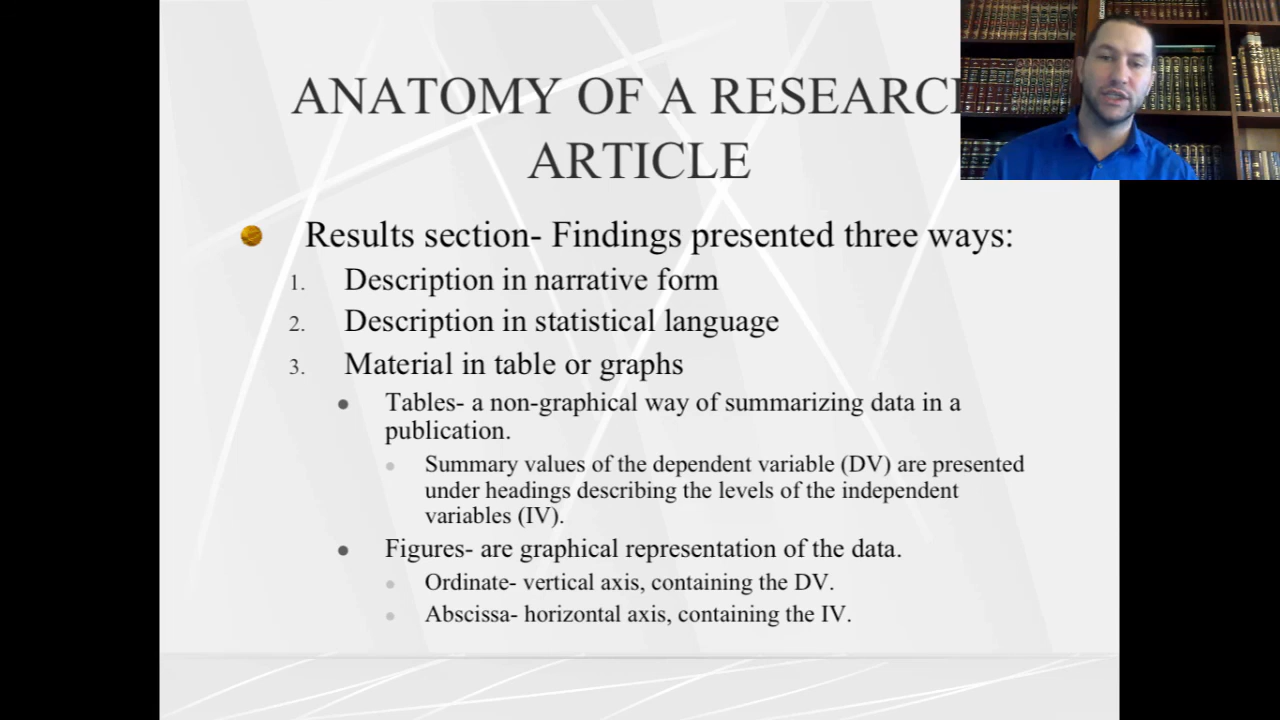 ANATOMY OF A RESEARC
ARTICLE
Results section- Findings presented three ways:
1. Description in narrative form
2. Description in statistical language
3. Material in table or graphs
Tables- a non-graphical way of summarizing data in a
publication.
Summary values of the dependent variable (DV) are presented
under headings describing the levels of the independent
variables (IV).
Figures- are graphical representation of the data.
Ordinate- vertical axis, containing the DV.
Abscissa- horizontal axis, containing the IV.